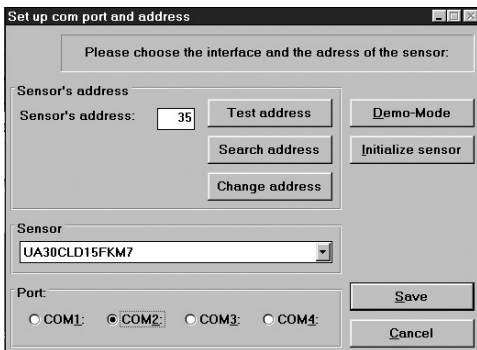 Set up com port and address
Please choose the interface and the adress of the sensor:
Sensor's address
Sensor's address: 35 Test address Demo-Mode
Search address Initialize sensor
Change address
Sensor
UA30CLD15FKM7
Port:
COM1: COM2: COM3: COM4: Save
Cancel